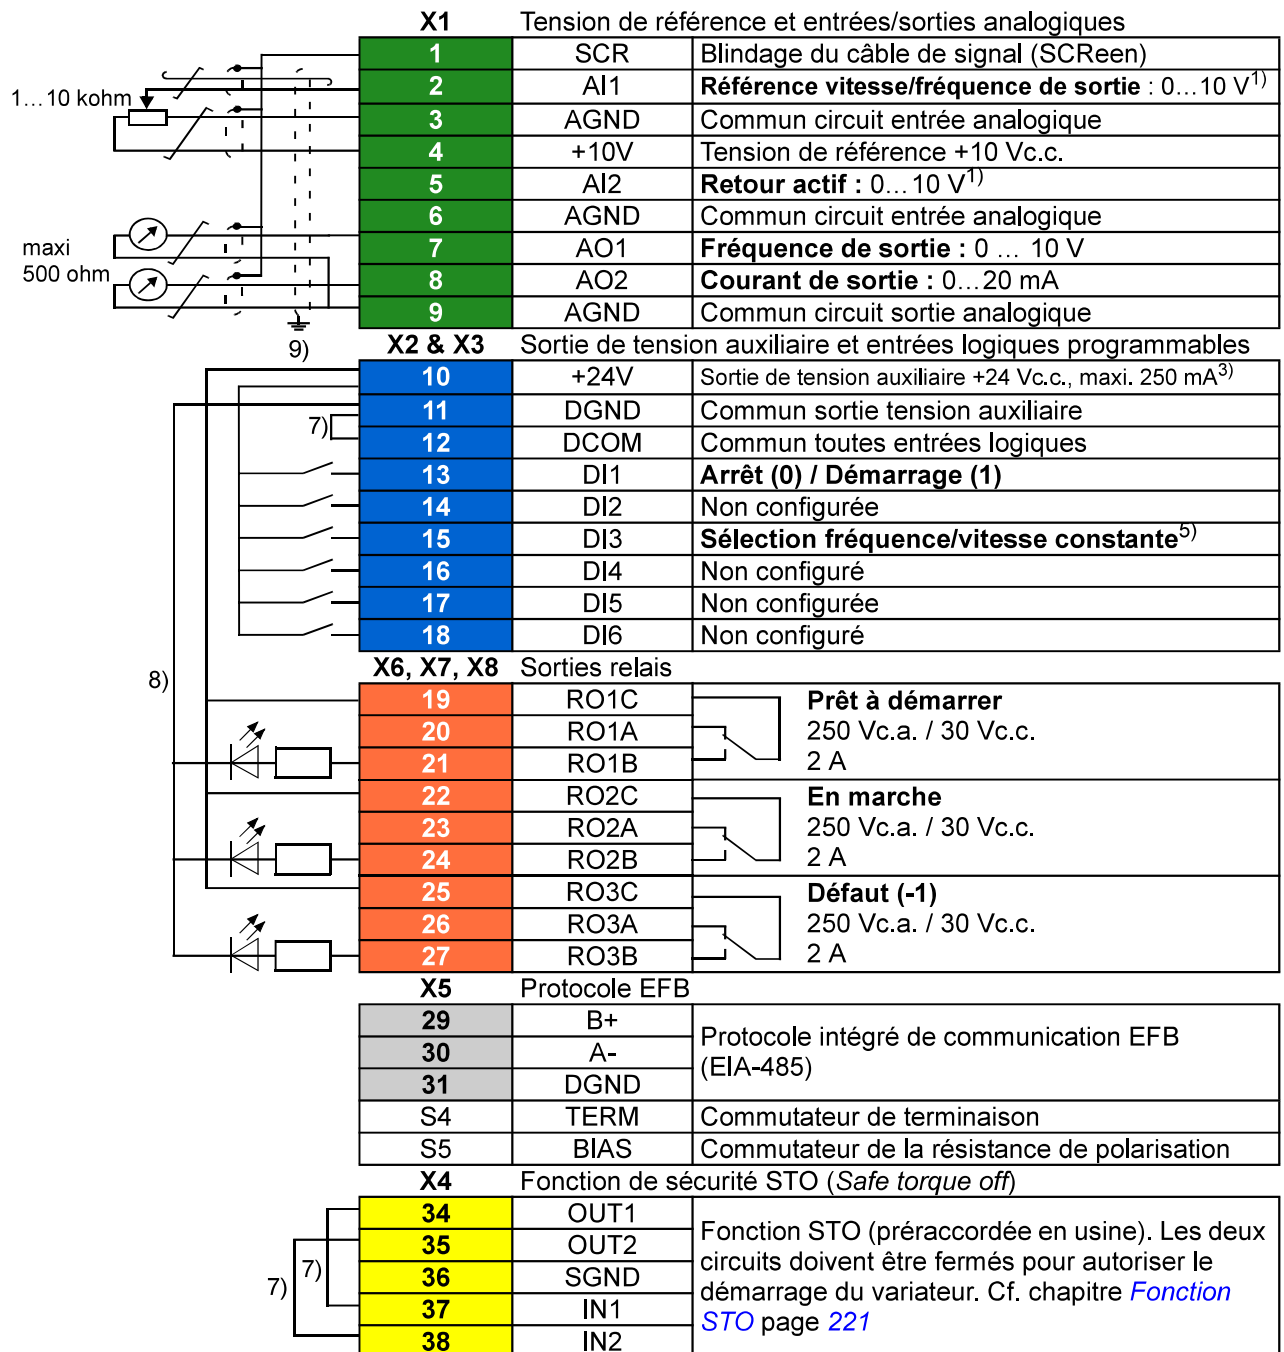 X1 Tension de référence et entrées/sorties analogiques
1 SCR Blindage du câble de signal (SCReen)
2 AI1 Référence vitesse/fréquence de sortie : 0...10 V1)
1…10 kohm
3 AGND Commun circuit entrée analogique
4 +10V Tension de référence +10 Vc.c.
5 AI2 Retour actif : 0…10 V1)
6 AGND Commun circuit entrée analogique
7 AO1 Fréquence de sortie : 0 … 10 V
maxi
500 ohm
8 AO2 Courant de sortie : 0…20 mA
9 AGND Commun circuit sortie analogique
9)
X2 & X3 Sortie de tension auxiliaire et entrées logiques programmables
10 +24V Sortie de tension auxiliaire +24 Vc.c., maxi. 250 mA3)
11 DGND Commun sortie tension auxiliaire
7)
12 DCOM Commun toutes entrées logiques
13 DI1 Arrêt (0) / Démarrage (1)
14 DI2 Non configurée
15 DI3 Sélection fréquence/vitesse constante5)
16 DI4 Non configuré
17 DI5 Non configurée
18 DI6 Non configuré
X6, X7, X8 Sorties relais
8)
19 RO1C Prêt à démarrer
20 RO1A 250 Vc.a. / 30 Vc.c.
21 RO1B 2 A
22 RO2C En marche
23 RO2A 250 Vc.a. / 30 Vc.c.
24 RO2B 2 A
25 RO3C Défaut (-1)
26 RO3A 250 Vc.a. / 30 Vc.c.
27 RO3B 2 A
X5 Protocole EFB
29 B+
30 A-
31 DGND
Protocole intégré de communication EFB
(EIA-485)
S4 TERM Commutateur de terminaison
S5 BIAS Commutateur de la résistance de polarisation
X4 Fonction de sécurité STO (Safe torque off)
34 OUT1
35 OUT2
36 SGND
37 IN1
38 IN2
7)
7)
Fonction STO (préraccordée en usine). Les deux
circuits doivent être fermés pour autoriser le
démarrage du variateur. Cf. chapitre Fonction
STO page 221